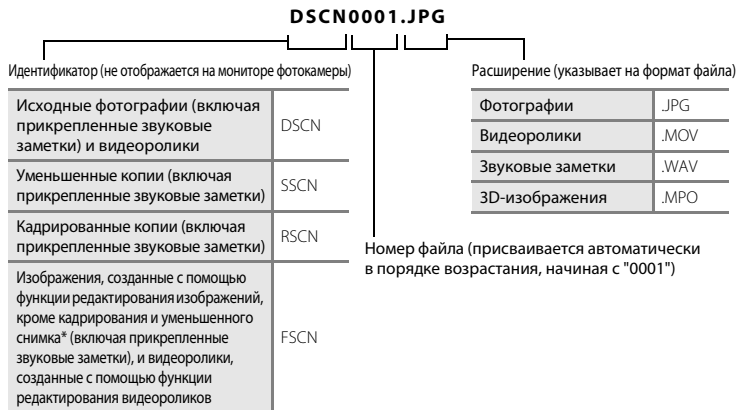 DSCN0001.JPG
Идентификатор (не отображается на мониторе фотокамеры)
Исходные фотографии (включая
прикрепленные звуковые
заметки) и видеоролики
DSCN
Уменьшенные копии (включая
прикрепленные звуковые заметки)
SSCN
Кадрированные копии (включая
прикрепленные звуковые заметки)
RSCN
Изображения, созданные с помощью
функции редактирования изображений,
кроме кадрирования и уменьшенного
снимка* (включая прикрепленные
звуковые заметки), и видеоролики,
созданные с помощью функции
редактирования видеороликов
FSCN
Расширение (указывает на формат файла)
Фотографии .JPG
Видеоролики .MOV
Звуковые заметки .WAV
3D-изображения .MPO
Номер файла (присваивается автоматически
в порядке возрастания, начиная с "0001")